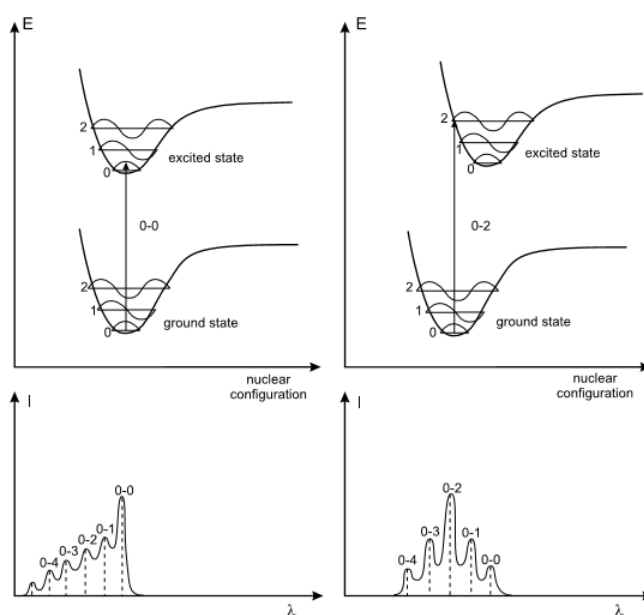 E
2
1
0
excited state
0-0
2
1
0
ground state
nuclear
configuration
E
2
1
0
excited state
0-2
2
1
0
ground state
nuclear
configuration
I
0-0
0-1
0-2
0-3
0-4
λ
I
0-2
0-3
0-1
0-4
0-0
λ